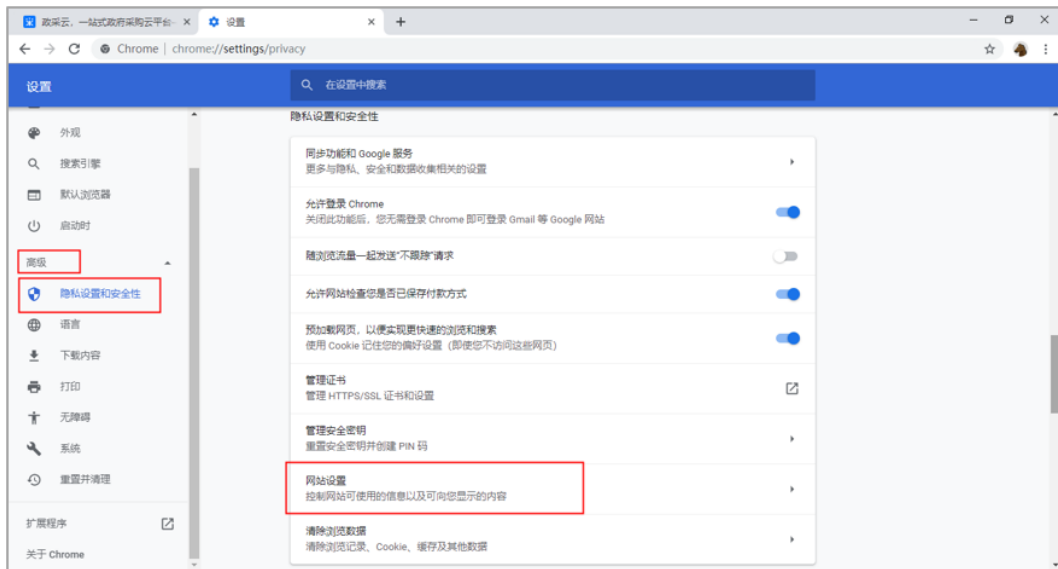 政采云，一站式政府采购云平台-
设置
Chrome | chrome://settings/privacy
设置
在设置中搜索
外观
搜索引擎
默认浏览器
启动时
高级
隐私设置和安全性
语言
下载内容
打印
无障碍
系统
重置并清理
扩展程序
关于 Chrome
隐私设置和安全性
同步功能和 Google 服务
更多与隐私、安全和数据收集相关的设置
允许登录 Chrome
关闭此功能后，您无需登录 Chrome 即可登录 Gmail 等 Google 网站
随浏览流量一起发送“不跟踪”请求
允许网站检查您是否已保存付款方式
预加载网页，以便实现更快速的浏览和搜索
使用 Cookie 记住您的偏好设置（即使您不访问这些网页）
管理证书
管理 HTTPS/SSL 证书和设置
管理安全密钥
重置安全密钥并创建 PIN 码
网站设置
控制网站可使用的信息以及可向您显示的内容
清除浏览数据
清除浏览记录、Cookie、缓存及其他数据